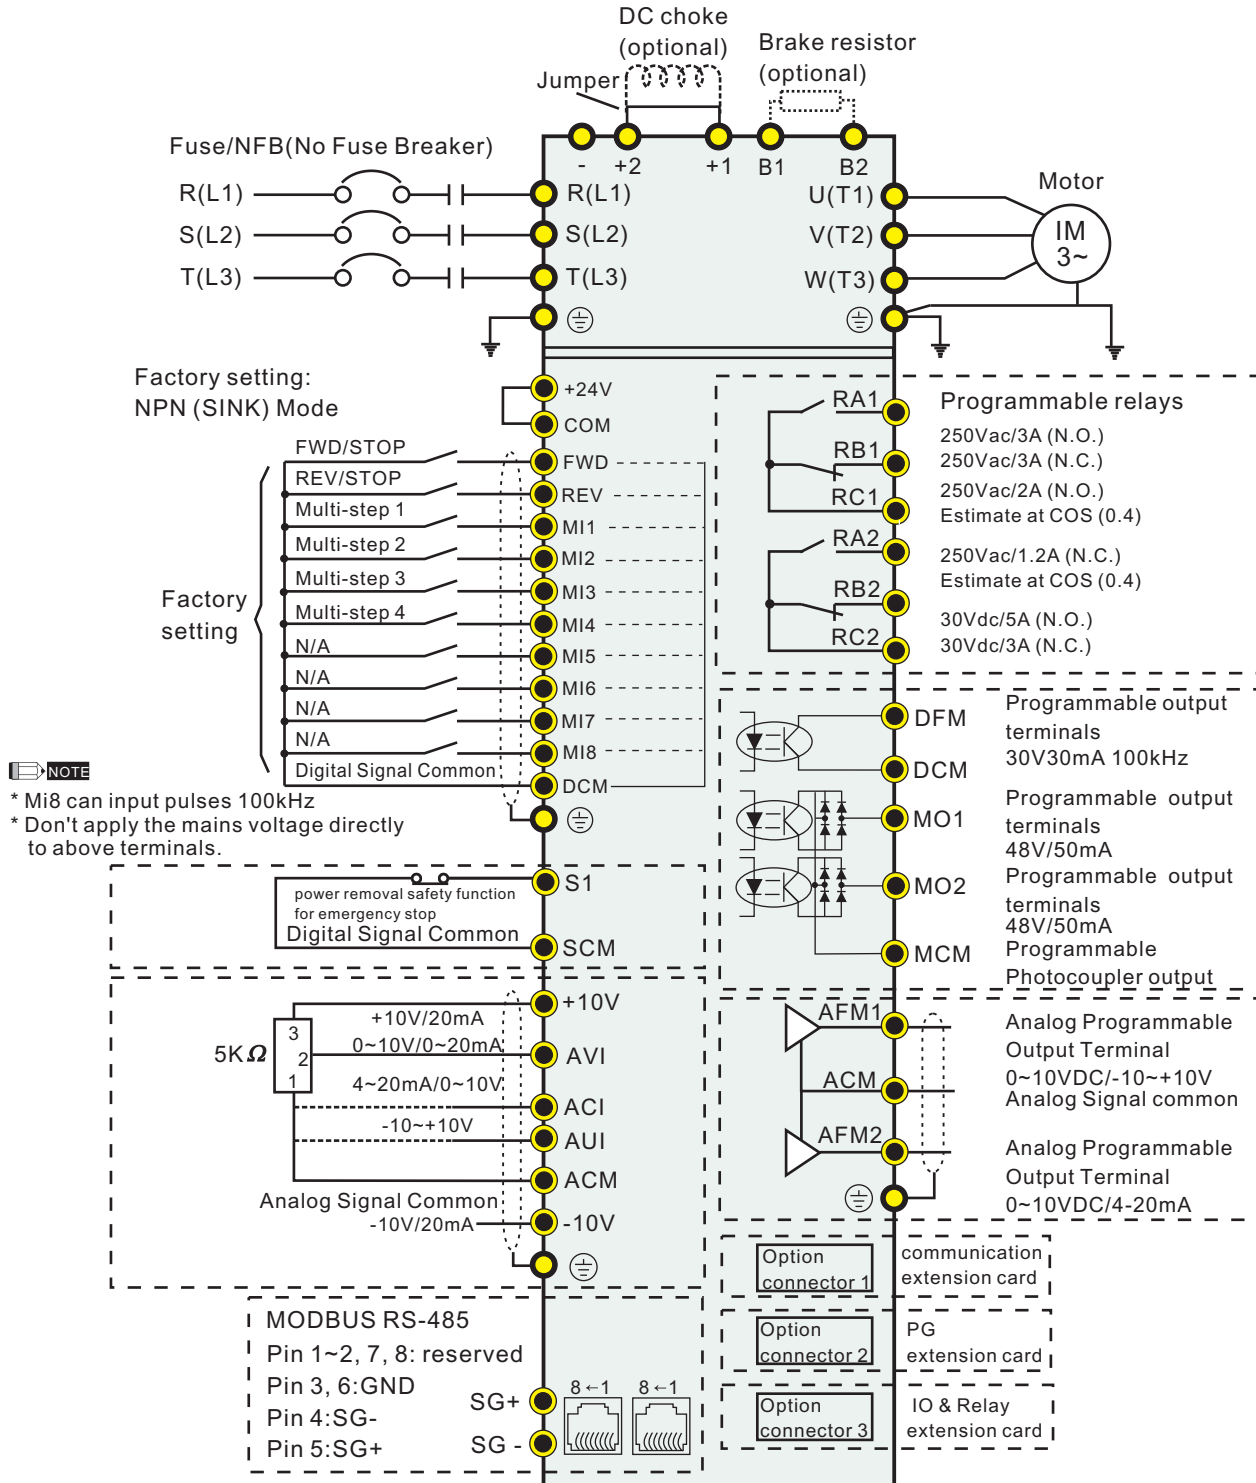 DC choke
(optional)
Brake resistor
(optional)
Jumper
Fuse/NFB(No Fuse Breaker)
- +2 +1 B1 B2
R(L1) R(L1) U(T1)
S(L2) S(L2) V(T2)
T(L3) T(L3) W(T3)
Motor
IM
3~
Factory setting:
NPN (SINK) Mode
+24V
COM
FWD/STOP FWD
REV/STOP REV
Multi-step 1 MI1
Multi-step 2 MI2
Multi-step 3 MI3
Multi-step 4 MI4
N/A MI5
N/A MI6
N/A MI7
N/A MI8
Digital Signal Common DCM
Factory
setting
NOTE
* Mi8 can input pulses 100kHz
* Don't apply the mains voltage directly
to above terminals.
RA1
RB1
RC1
RA2
RB2
RC2
Programmable relays
250Vac/3A (N.O.)
250Vac/3A (N.C.)
250Vac/2A (N.O.)
Estimate at COS (0.4)
250Vac/1.2A (N.C.)
Estimate at COS (0.4)
30Vdc/5A (N.O.)
30Vdc/3A (N.C.)
DFM
DCM
MO1
MO2
MCM
Programmable output
terminals
30V30mA 100kHz
Programmable output
terminals
48V/50mA
Programmable output
terminals
48V/50mA
Programmable
Photocoupler output
S1
power removal safety function
for emergency stop
Digital Signal Common
SCM
+10V
+10V/20mA
5KΩ
3
2
1
0~10V/0~20mA
AVI
4~20mA/0~10V
ACI
-10~+10V
AUI
ACM
Analog Signal Common
-10V/20mA
-10V
AFM1
ACM
AFM2
Analog Programmable
Output Terminal
0~10VDC/-10~+10V
Analog Signal common
Analog Programmable
Output Terminal
0~10VDC/4-20mA
MODBUS RS-485
Pin 1~2, 7, 8: reserved
Pin 3, 6:GND
Pin 4:SG-
Pin 5:SG+
SG+
SG -
8←1 8←1
Option
connector 1
communication
extension card
Option
connector 2
PG
extension card
Option
connector 3
IO & Relay
extension card